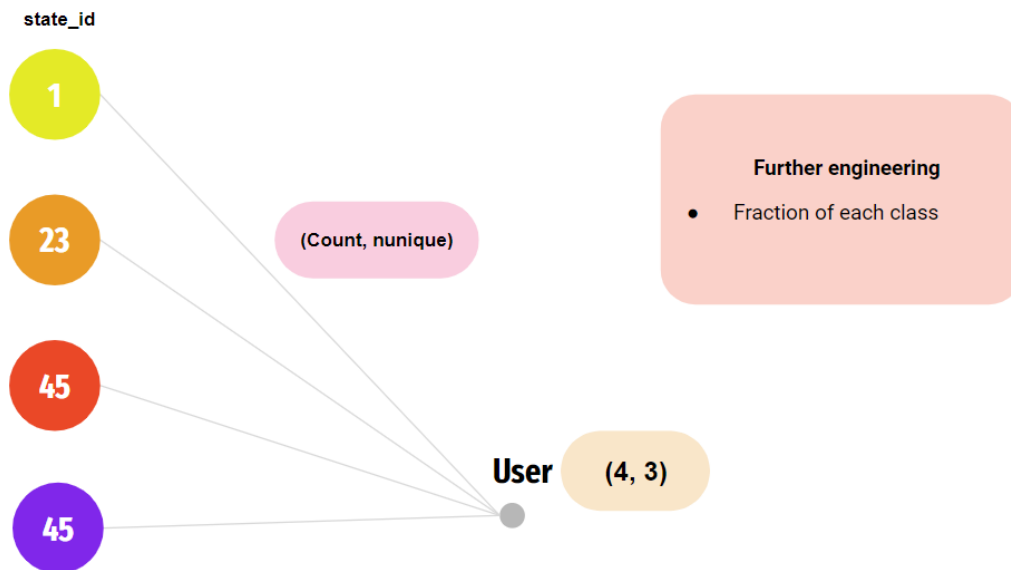 state_id
1
23
45
45
(Count, nunique)
Further engineering
● Fraction of each class
User
(4, 3)